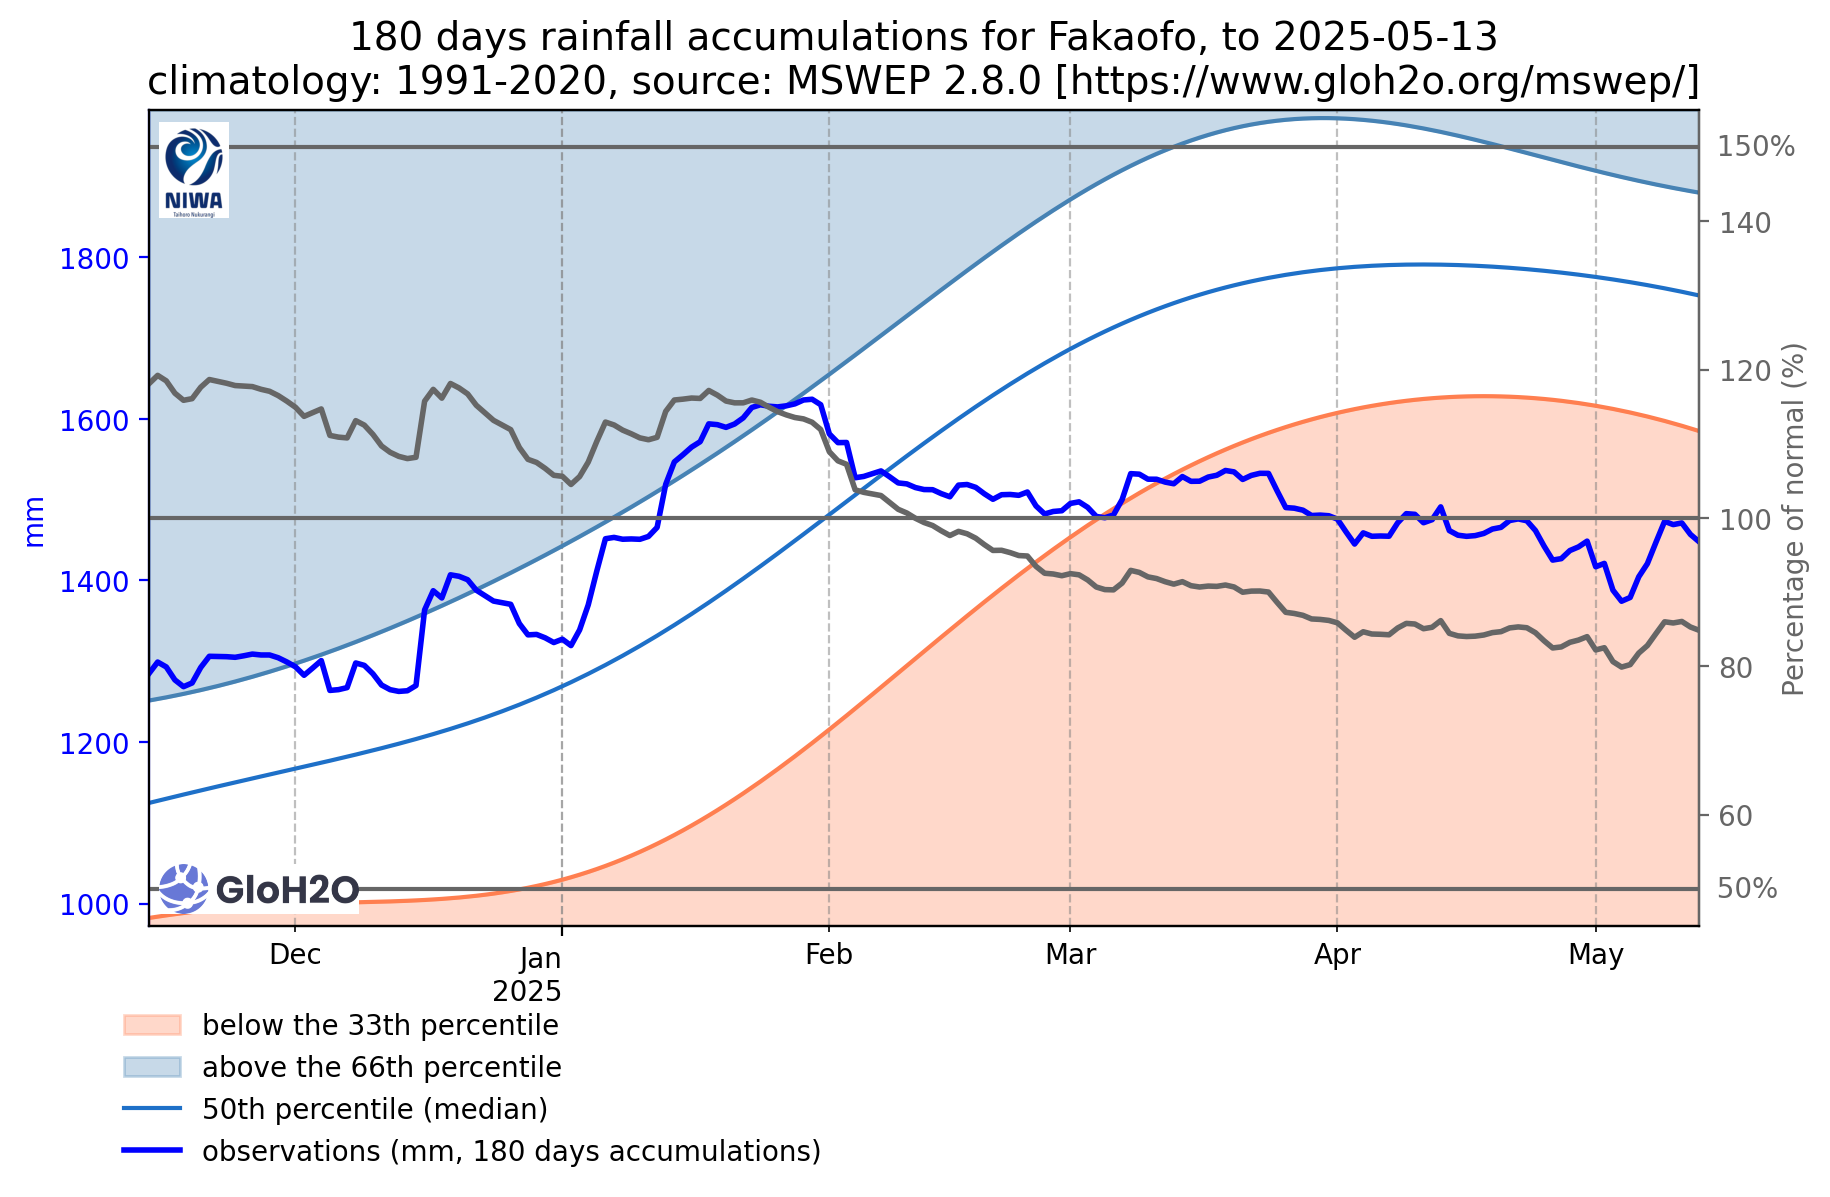 180 days rainfall accumulations for Fakaofo, to 2025-05-13
climatology: 1991-2020, source: MSWEP 2.8.0 [https://www.gloh2o.org/mswep/]
NIWA
Taihoro Nukurangi
150%
140
120
100
80
60
50%
Percentage of normal (%)
1800
1600
1400
1200
1000
mm
GloH2O
Dec
Jan
2025
Feb
Mar
Apr
May
below the 33th percentile
above the 66th percentile
50th percentile (median)
observations (mm, 180 days accumulations)